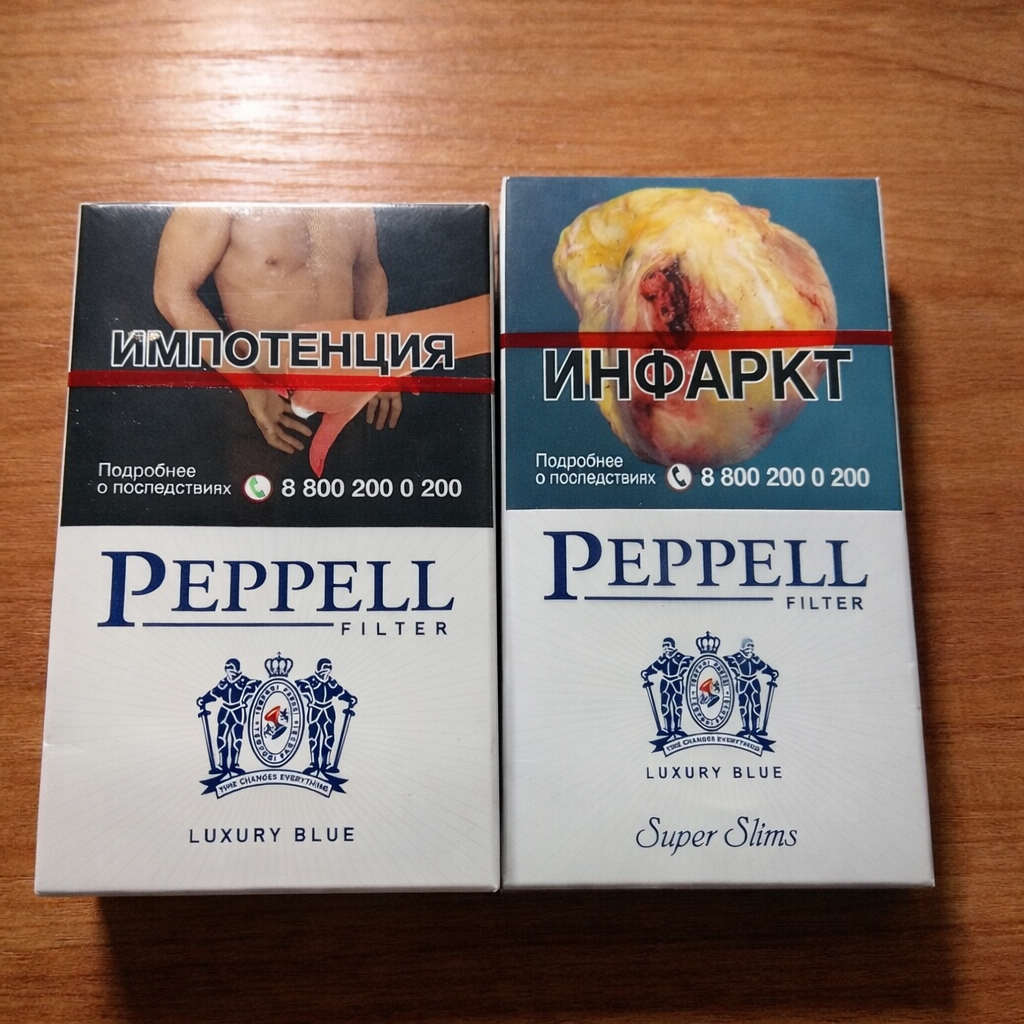 ИМПОТЕНЦИЯ
Подробнее
о последствиях 8 800 200 0 200
PEPPELL
FILTER
TIME CHANGES EVERYTHING
LUXURY BLUE
ИНФАРКТ
Подробнее
о последствиях 8 800 200 0 200
PEPPELL
FILTER
TIME CHANGES EVERYTHING
LUXURY BLUE
Super Slims